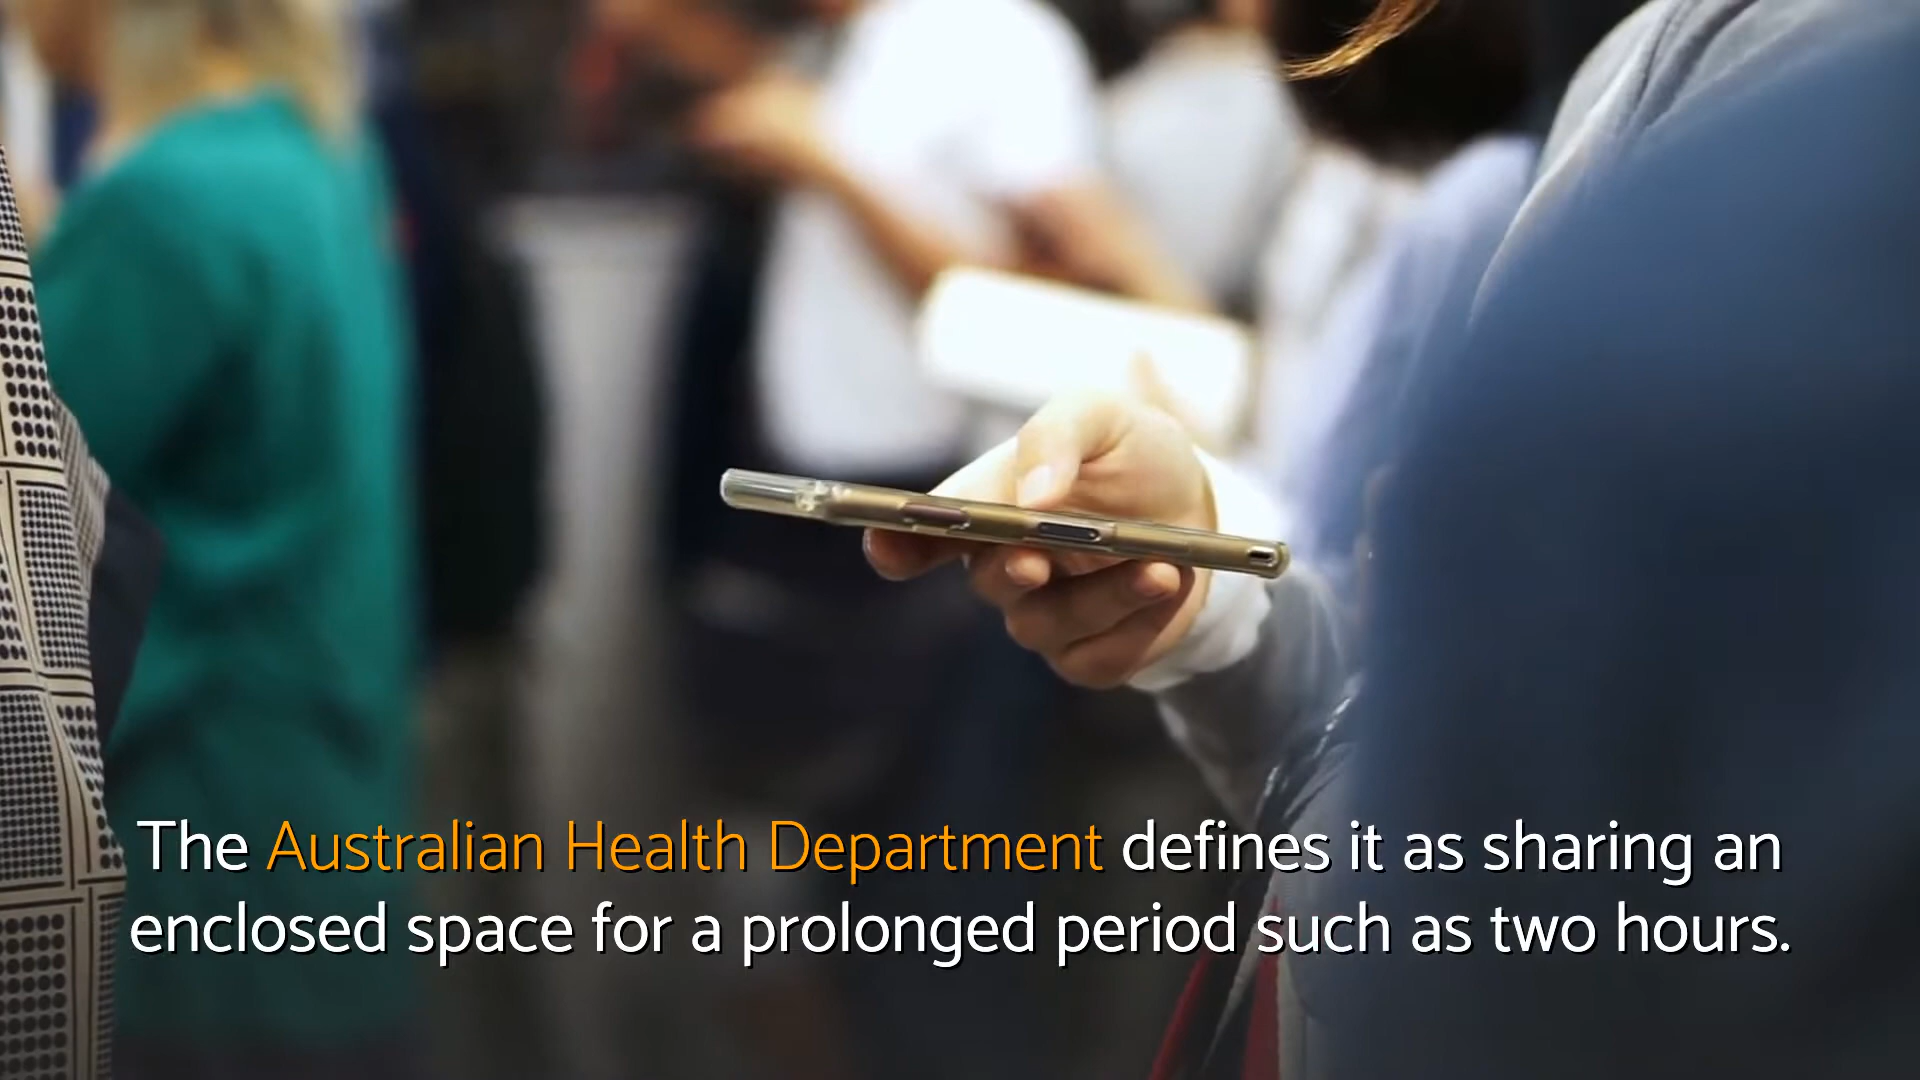 The Australian Health Department defines it as sharing an
enclosed space for a prolonged period such as two hours.